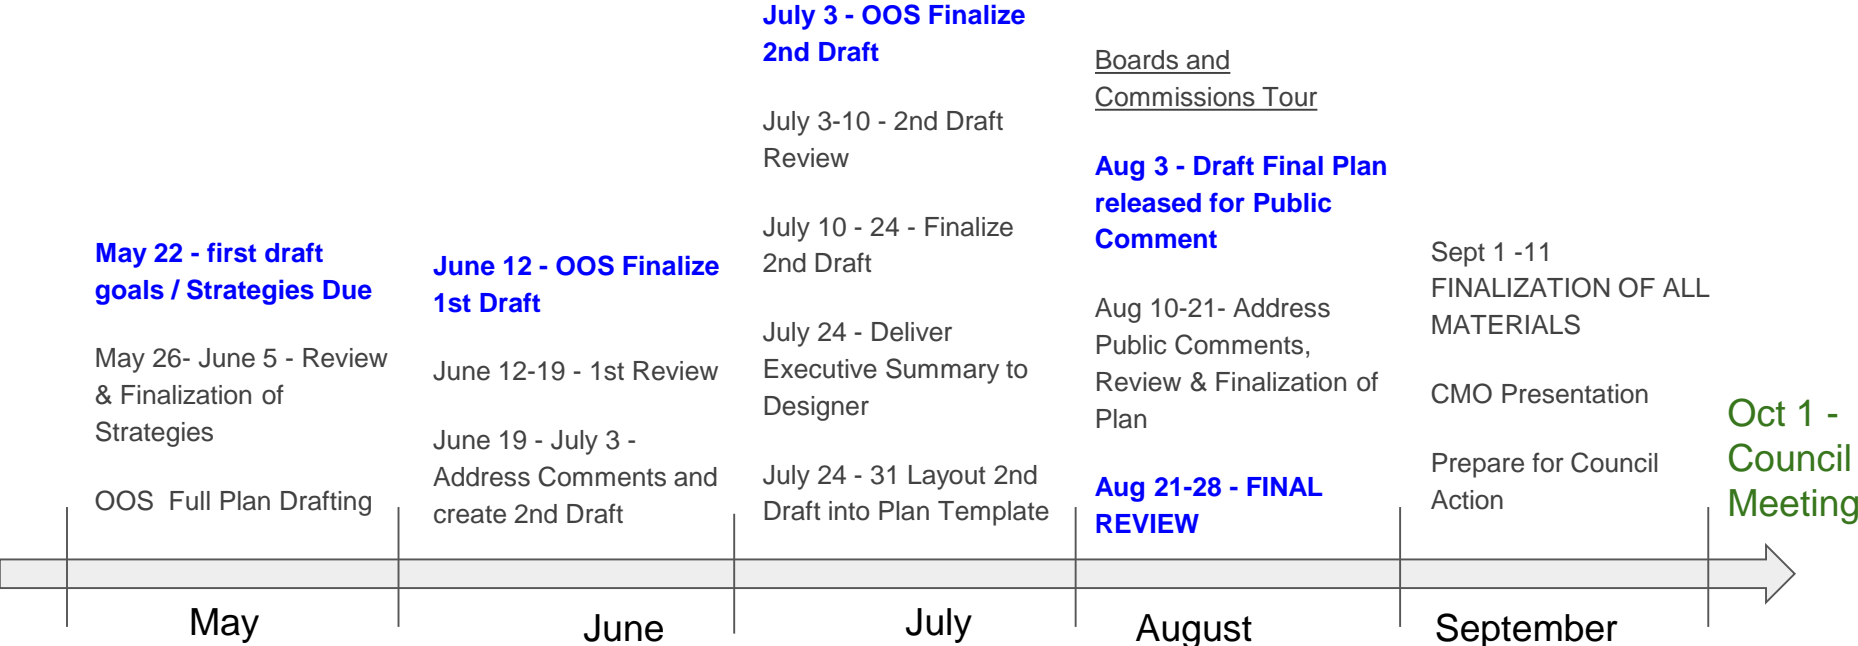 May 22 - first draft
goals / Strategies Due
May 26- June 5 - Review
& Finalization of
Strategies
OOS  Full Plan Drafting
June 12 - OOS Finalize
1st Draft
June 12-19 - 1st Review
June 19 - July 3 -
Address Comments and
create 2nd Draft
July 3 - OOS Finalize
2nd Draft
July 3-10 - 2nd Draft
Review
July 10 - 24 - Finalize
2nd Draft
July 24 - Deliver
Executive Summary to
Designer
July 24 - 31 Layout 2nd
Draft into Plan Template
Boards and
Commissions Tour
Aug 3 - Draft Final Plan
released for Public
Comment
Aug 10-21- Address
Public Comments,
Review & Finalization of
Plan
Aug 21-28 - FINAL
REVIEW
Sept 1 -11
FINALIZATION OF ALL
MATERIALS
CMO Presentation
Prepare for Council
Action
Oct 1 -
Council
Meeting
May
June
July
August
September